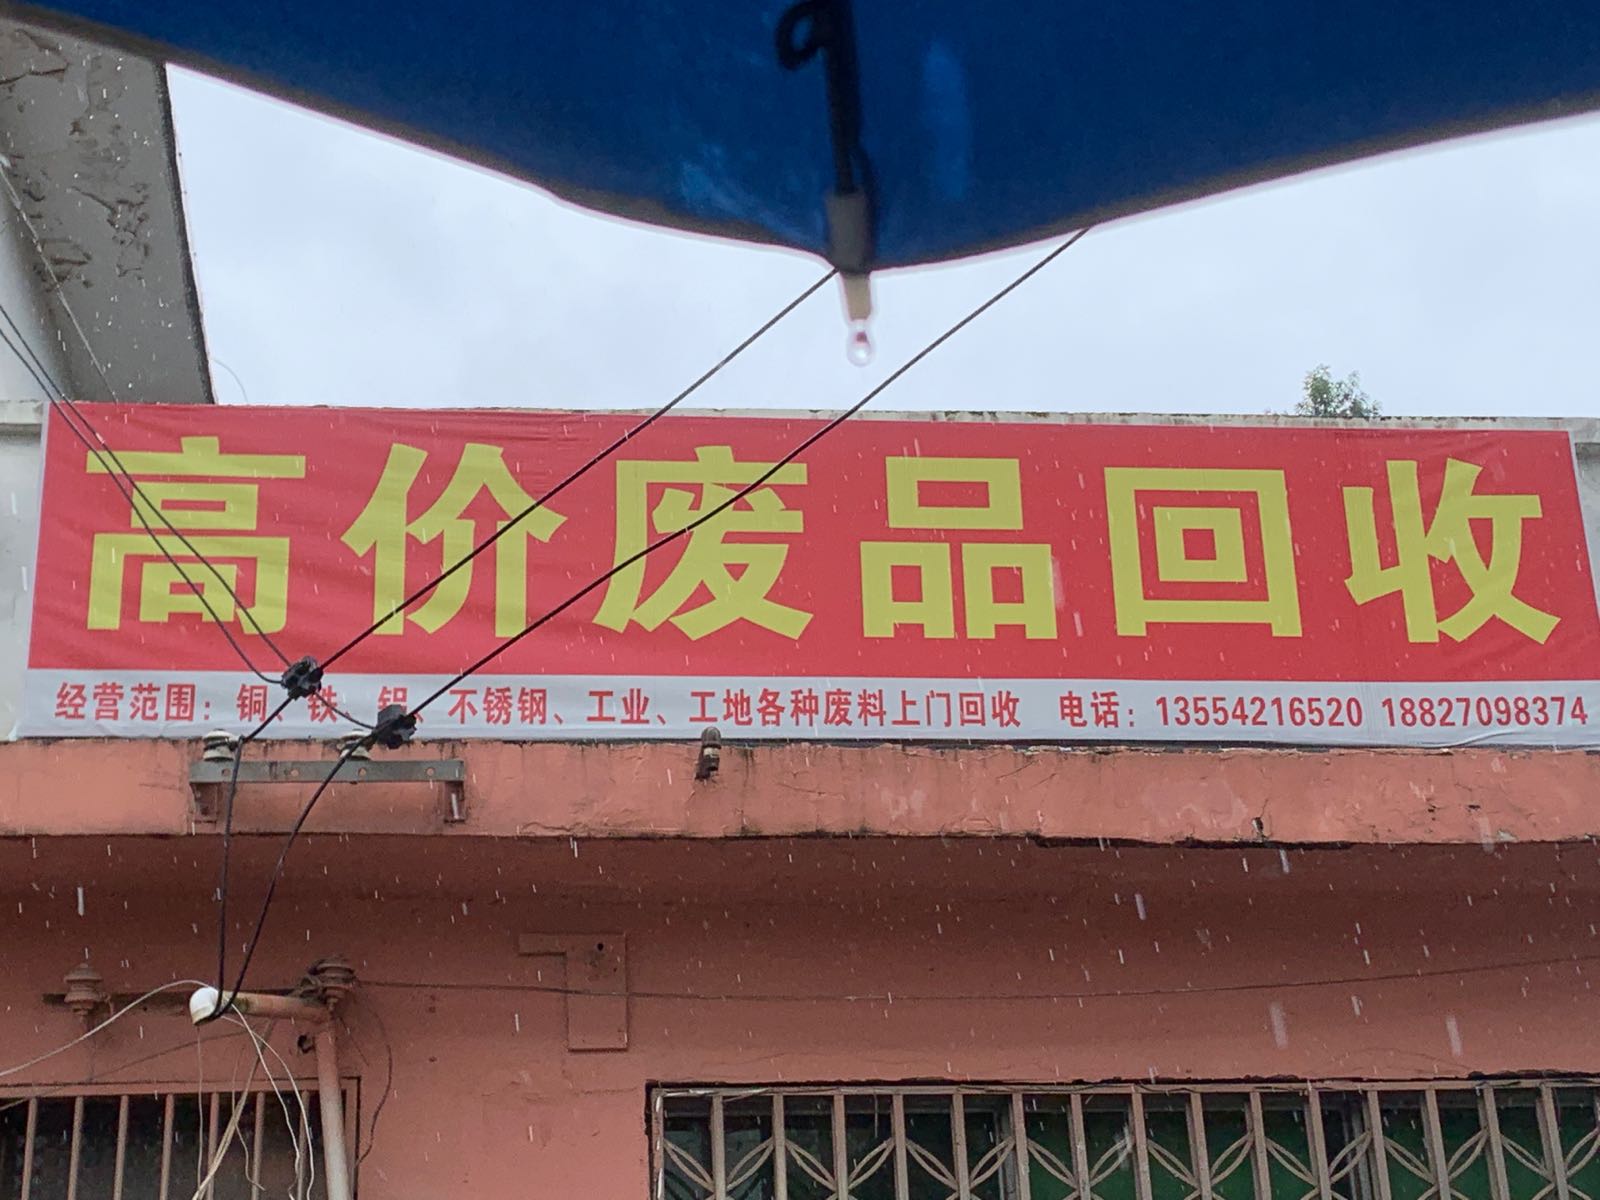 高价废品回收
经营范围：铜、铁、铝、不锈钢、工业、工地各种废料上门回收 电话：13554216520 18827098374